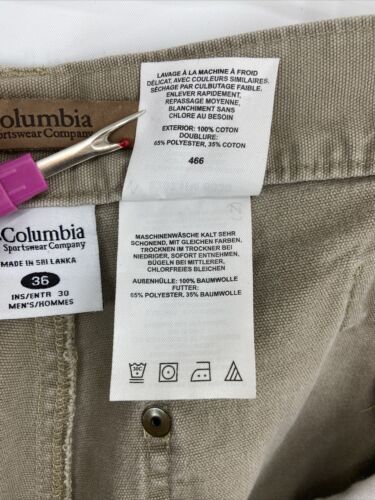 LAVAGE À LA MACHINE À FROID
DÉLICAT, AVEC COULEURS SIMILAIRES.
SÉCHAGE PAR CULBUTAGE FAIBLE.
ENLEVER RAPIDEMENT,
REPASSAGE MOYENNE,
BLANCHIMENT SANS
CHLORE AU BESOIN
EXTERIOR: 100% COTON
DOUBLURE:
65% POLYESTER, 35% COTON
466
olumbia
ortswear Company
Columbia
Sportswear Company
MADE IN SRI LANKA
36
INS/ENTR 30
MEN'S/HOMMES
MASCHINENWÄSCHE KALT SEHR
SCHONEND, MIT GLEICHEN FARBEN,
TROCKNEN IM TROCKNER BEI
NIEDRIGER, SOFORT ENTNEHMEN,
BÜGELN BEI MITTLERER,
CHLORFREIES BLEICHEN
AUßENHÜLLE: 100% BAUMWOLLE
FUTTER:
65% POLYESTER, 35% BAUMWOLLE